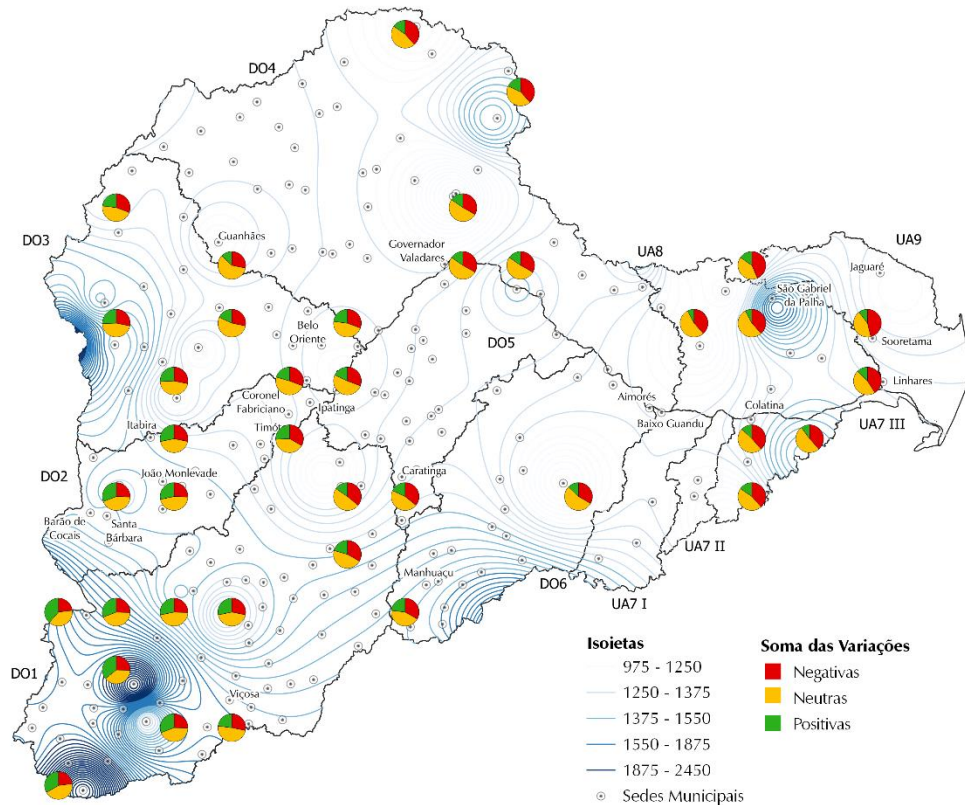 DO4
DO3
Guanhães
Governador
Valadares
UA8
UA9
Jaguaré
São Gabriel
da Palha
Belo
Oriente
DO5
Sooretama
Coronel
Fabriciano
Ipatinga
Aimorés
Linhares
Itabira
Timót
Baixo Guandu
Colatina
UA7 III
DO2
João Monlevade
Caratinga
Barão de
Cocais
Santa
Bárbara
UA7 II
Manhuaçu
DO6
UA7 I
DO1
Viçosa
Isoietas
975 - 1250
1250 - 1375
1375 - 1550
1550 - 1875
1875 - 2450
Sedes Municipais
Soma das Variações
Negativas
Neutras
Positivas